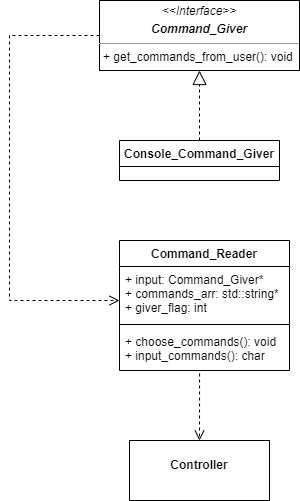 <<Interface>>
Command_Giver
+ get_commands_from_user(): void
Console_Command_Giver
Command_Reader
+ input: Command_Giver*
+ commands_arr: std::string*
+ giver_flag: int
+ choose_commands(): void
+ input_commands(): char
Controller